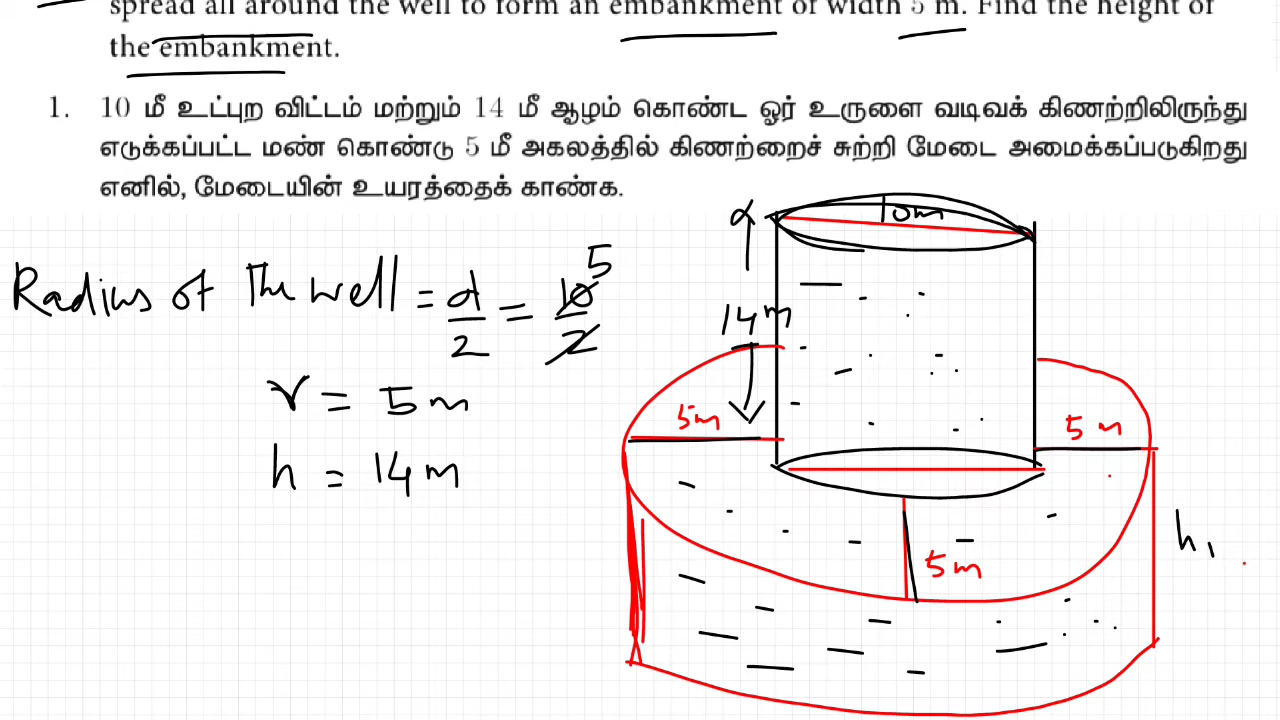 spread all around the well to form an embankment of width 5 m. Find the height of
the embankment.
1. 10 மீ உட்புற விட்டம் மற்றும் 14 மீ ஆழம் கொண்ட ஓர் உருளை வடிவக் கிணற்றிலிருந்து
எடுக்கப்பட்ட மண் கொண்டு 5 மீ அகலத்தில் கிணற்றைச் சுற்றி மேடை அமைக்கப்படுகிறது
எனில், மேடையின் உயரத்தைக் காண்க.
10m
Radius of the well = d/2 = 10/2 5
14m
r = 5m
5m
5m
h = 14m
h1
5m